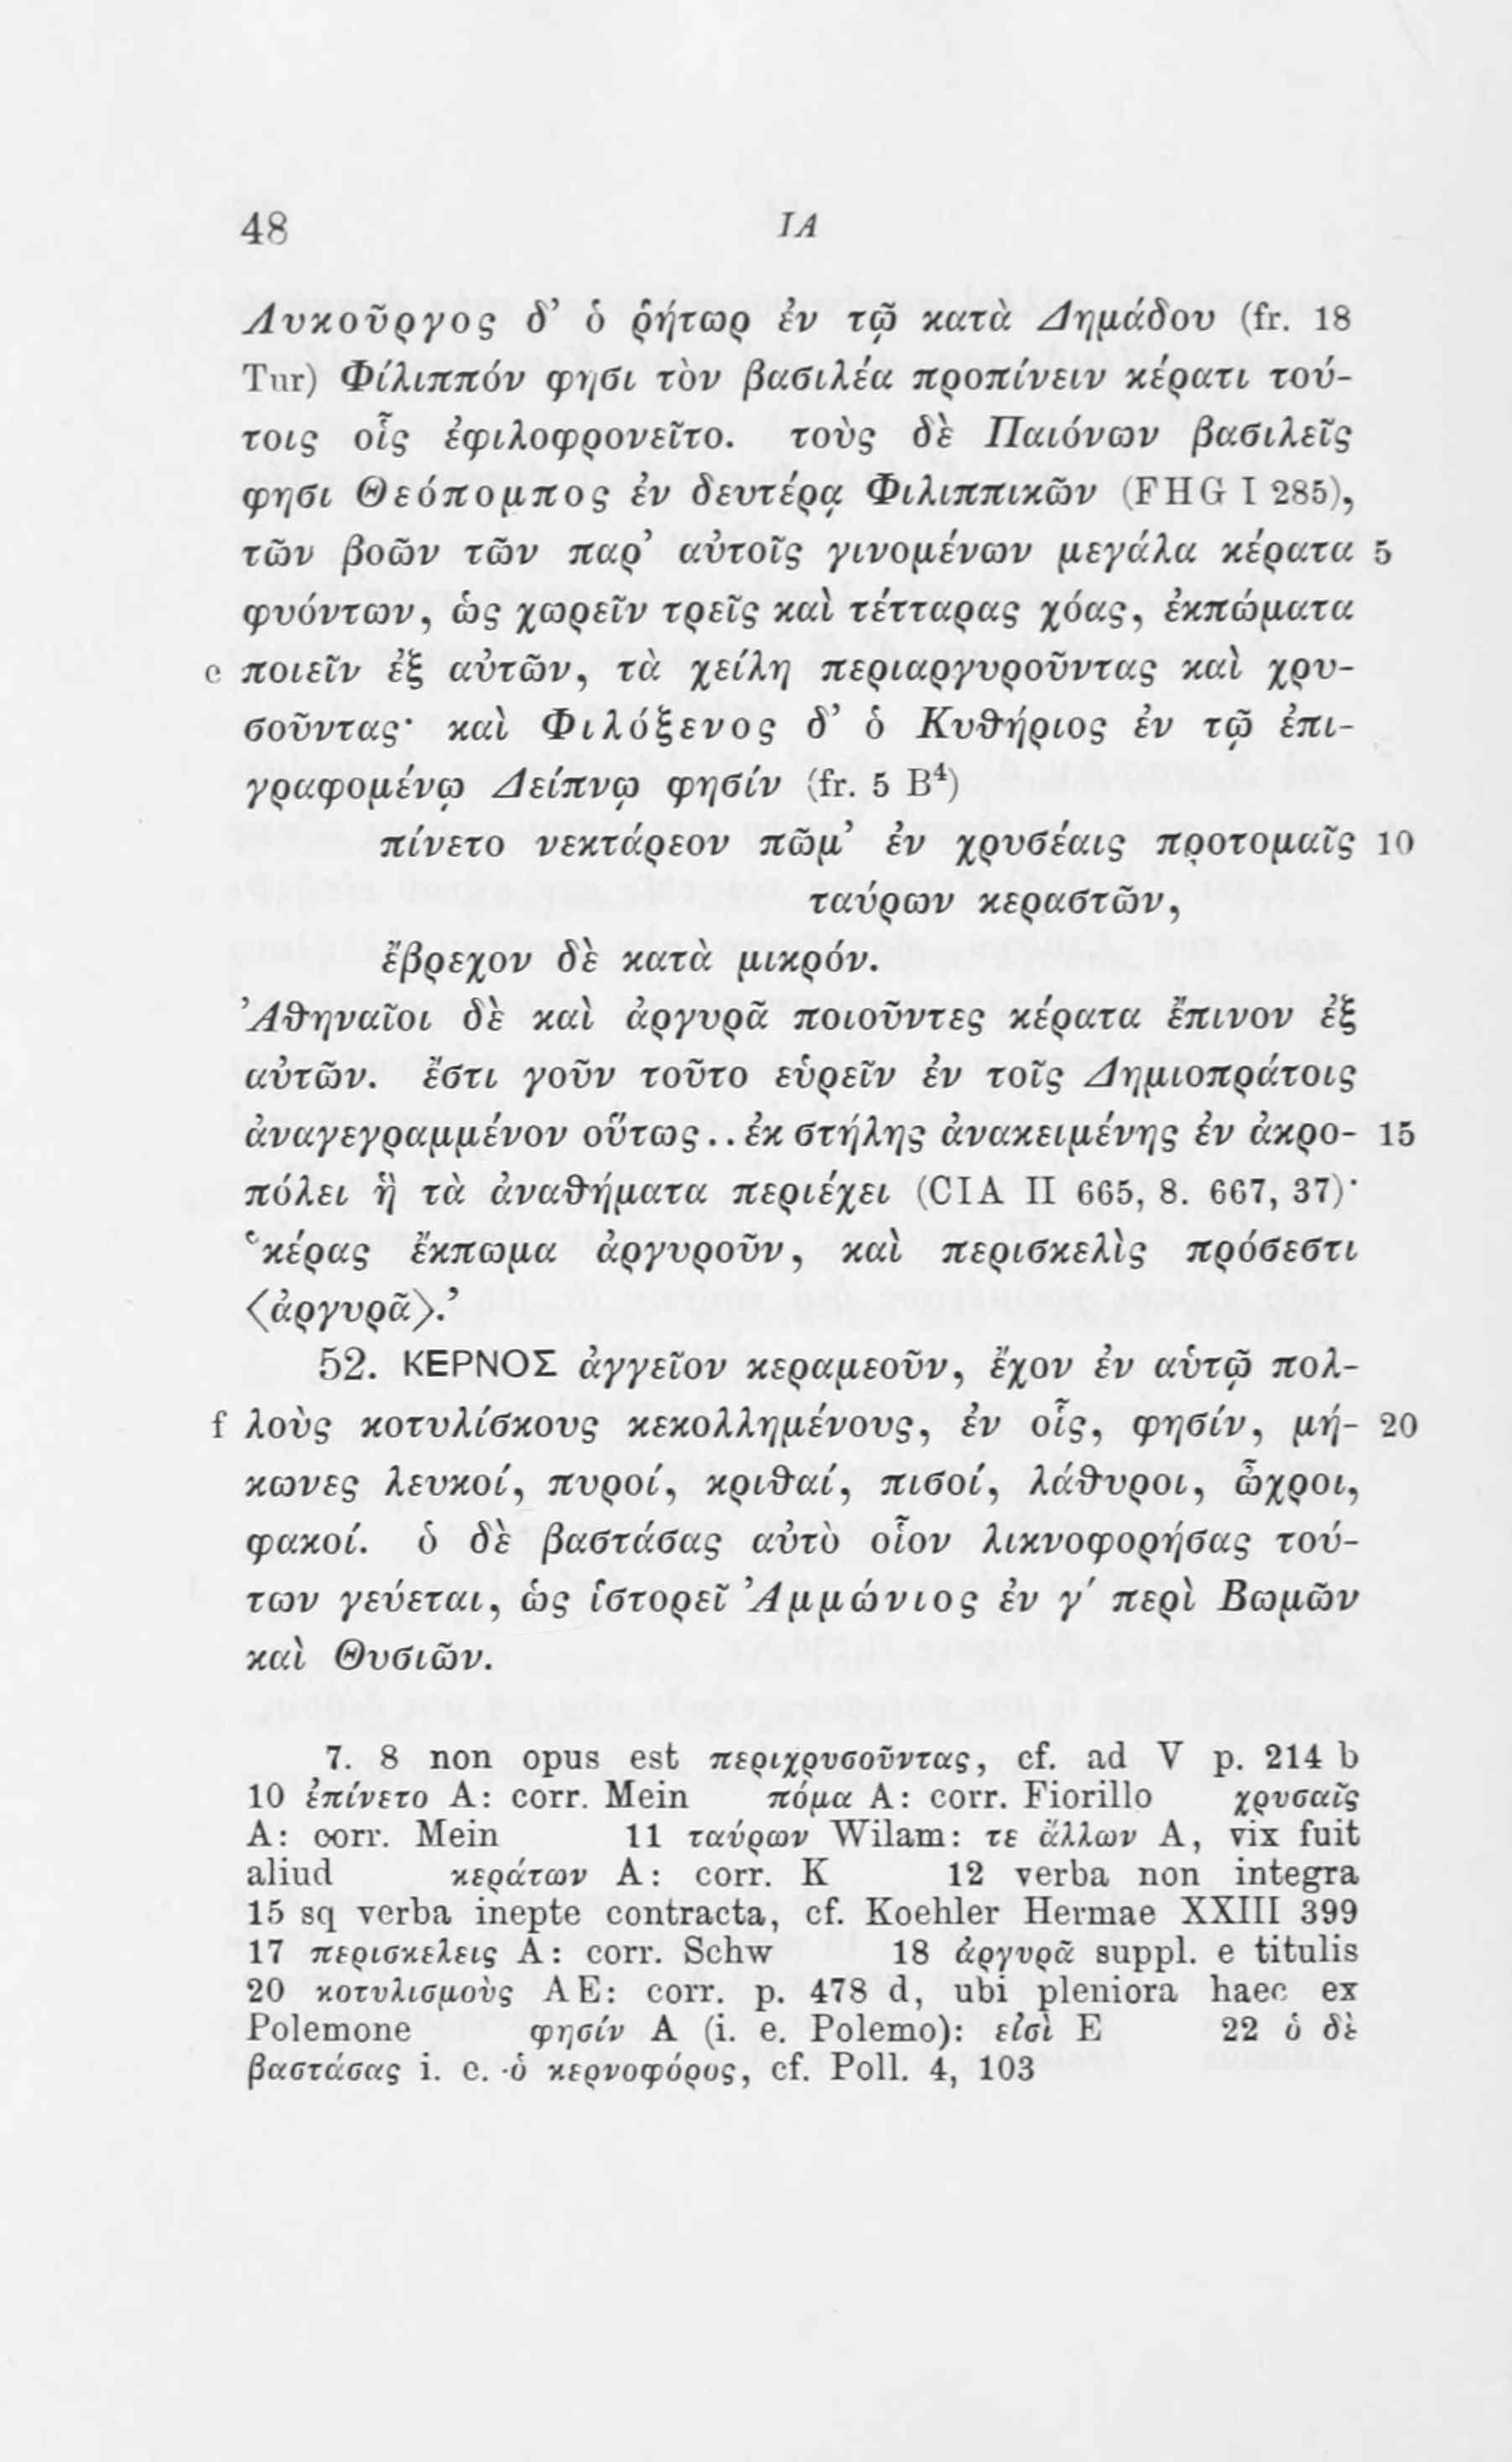 48 ΙΑ
Λυκοῦργος δ’ ὁ ῥήτωρ ἐν τῷ κατὰ Δημάδου (fr. 18
Tur) Φίλιππόν φησι τὸν βασιλέα προπίνειν κέρατι τού-
τοις οἷς ἐφιλοφρονεῖτο. τοὺς δὲ Παιόνων βασιλεῖς
φησι Θεόπομπος ἐν δευτέρᾳ Φιλιππικῶν (FHG I 285),
τῶν βοῶν τῶν παρ’ αὐτοῖς γινομένων μεγάλα κέρατα 5
φυόντων, ὡς χωρεῖν τρεῖς καὶ τέτταρας χόας, ἐκπώματα
e ποιεῖν ἐξ αὐτῶν, τὰ χείλη περιαργυροῦντας καὶ χρυ-
σοῦντας· καὶ Φιλόξενος δ’ ὁ Κυθήριος ἐν τῷ ἐπι-
γραφομένῳ Δείπνῳ φησίν (fr. 5 B⁴)
πίνετο νεκτάρεον πῶμ’ ἐν χρυσέαις προτομαῖς 10
ταύρων κεραστῶν,
ἔβρεχον δὲ κατὰ μικρόν.
Ἀθηναῖοι δὲ καὶ ἀργυρᾶ ποιοῦντες κέρατα ἔπινον ἐξ
αὐτῶν. ἔστι γοῦν τοῦτο εὑρεῖν ἐν τοῖς Δημιοπράτοις
ἀναγεγραμμένον οὕτως .. ἐκ στήλης ἀνακειμένης ἐν ἀκρο- 15
πόλει ἣ τὰ ἀναθήματα περιέχει (CIA II 665, 8. 667, 37)·
‘κέρας ἔκπωμα ἀργυροῦν, καὶ περισκελὶς πρόσεστι
〈ἀργυρᾶ〉.’
52. ΚΕΡΝΟΣ ἀγγεῖον κεραμεοῦν, ἔχον ἐν αὑτῷ πολ-
f λοὺς κοτυλίσκους κεκολλημένους, ἐν οἷς, φησίν, μή- 20
κωνες λευκοί, πυροί, κριθαί, πισοί, λάθυροι, ὦχροι,
φακοί. ὁ δὲ βαστάσας αὐτὸ οἷον λικνοφορήσας τού-
των γεύεται, ὡς ἱστορεῖ Ἀμμώνιος ἐν γʹ περὶ Βωμῶν
καὶ Θυσιῶν.
7. 8 non opus est περιχρυσοῦντας, cf. ad V p. 214 b
10 ἐπίνετο A: corr. Mein πόμα A: corr. Fiorillo χρυσαῖς
A: corr. Mein 11 ταύρων Wilam: τε ἄλλων A, vix fuit
aliud κεράτων A: corr. K 12 verba non integra
15 sq verba inepte contracta, cf. Koehler Hermae XXIII 399
17 περισκελεις A: corr. Schw 18 ἀργυρᾶ suppl. e titulis
20 κοτυλισμοὺς AE: corr. p. 478 d, ubi pleniora haec ex
Polemone φησίν A (i. e. Polemo): εἰσὶ E 22 ὁ δὲ
βαστάσας i. e. ὁ κερνοφόρος, cf. Poll. 4, 103